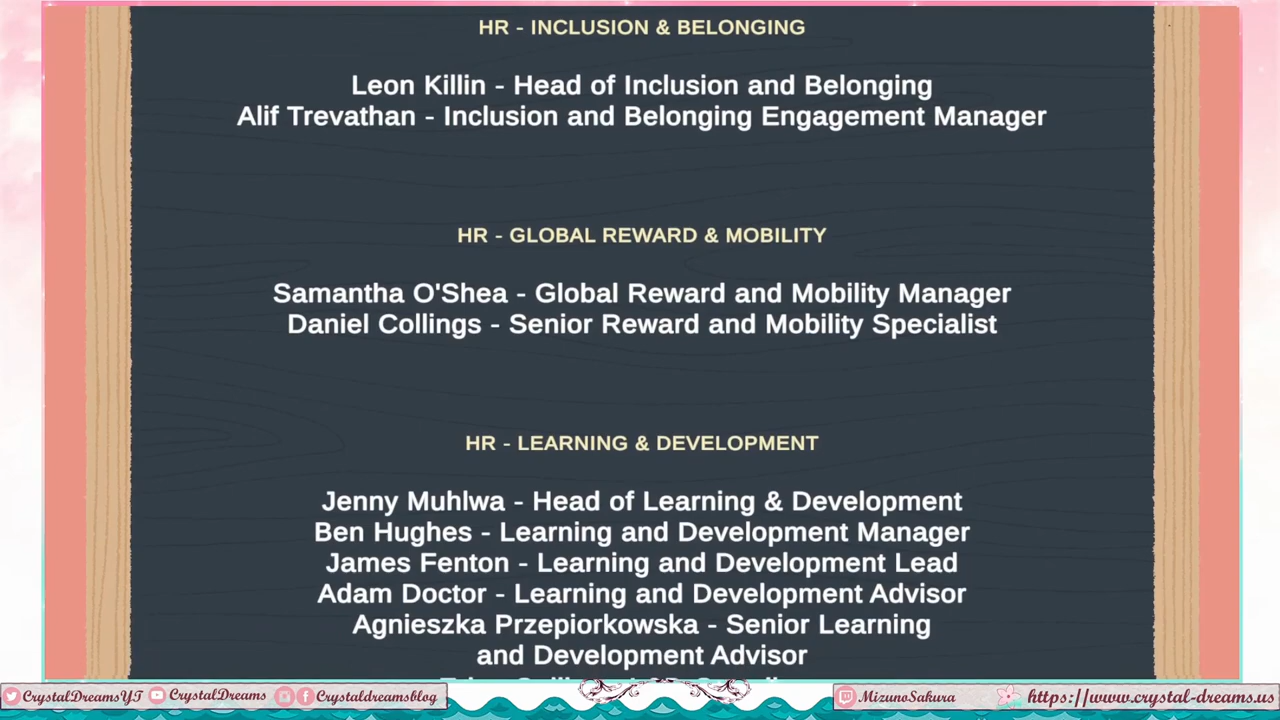 HR - INCLUSION & BELONGING
Leon Killin - Head of Inclusion and Belonging
Alif Trevathan - Inclusion and Belonging Engagement Manager
HR - GLOBAL REWARD & MOBILITY
Samantha O'Shea - Global Reward and Mobility Manager
Daniel Collings - Senior Reward and Mobility Specialist
HR - LEARNING & DEVELOPMENT
Jenny Muhlwa - Head of Learning & Development
Ben Hughes - Learning and Development Manager
James Fenton - Learning and Development Lead
Adam Doctor - Learning and Development Advisor
Agnieszka Przepiorkowska - Senior Learning
and Development Advisor
CrystalDreamsYT CrystalDreams Crystaldreamsblog MizunoSakura https://www.crystal-dreams.us